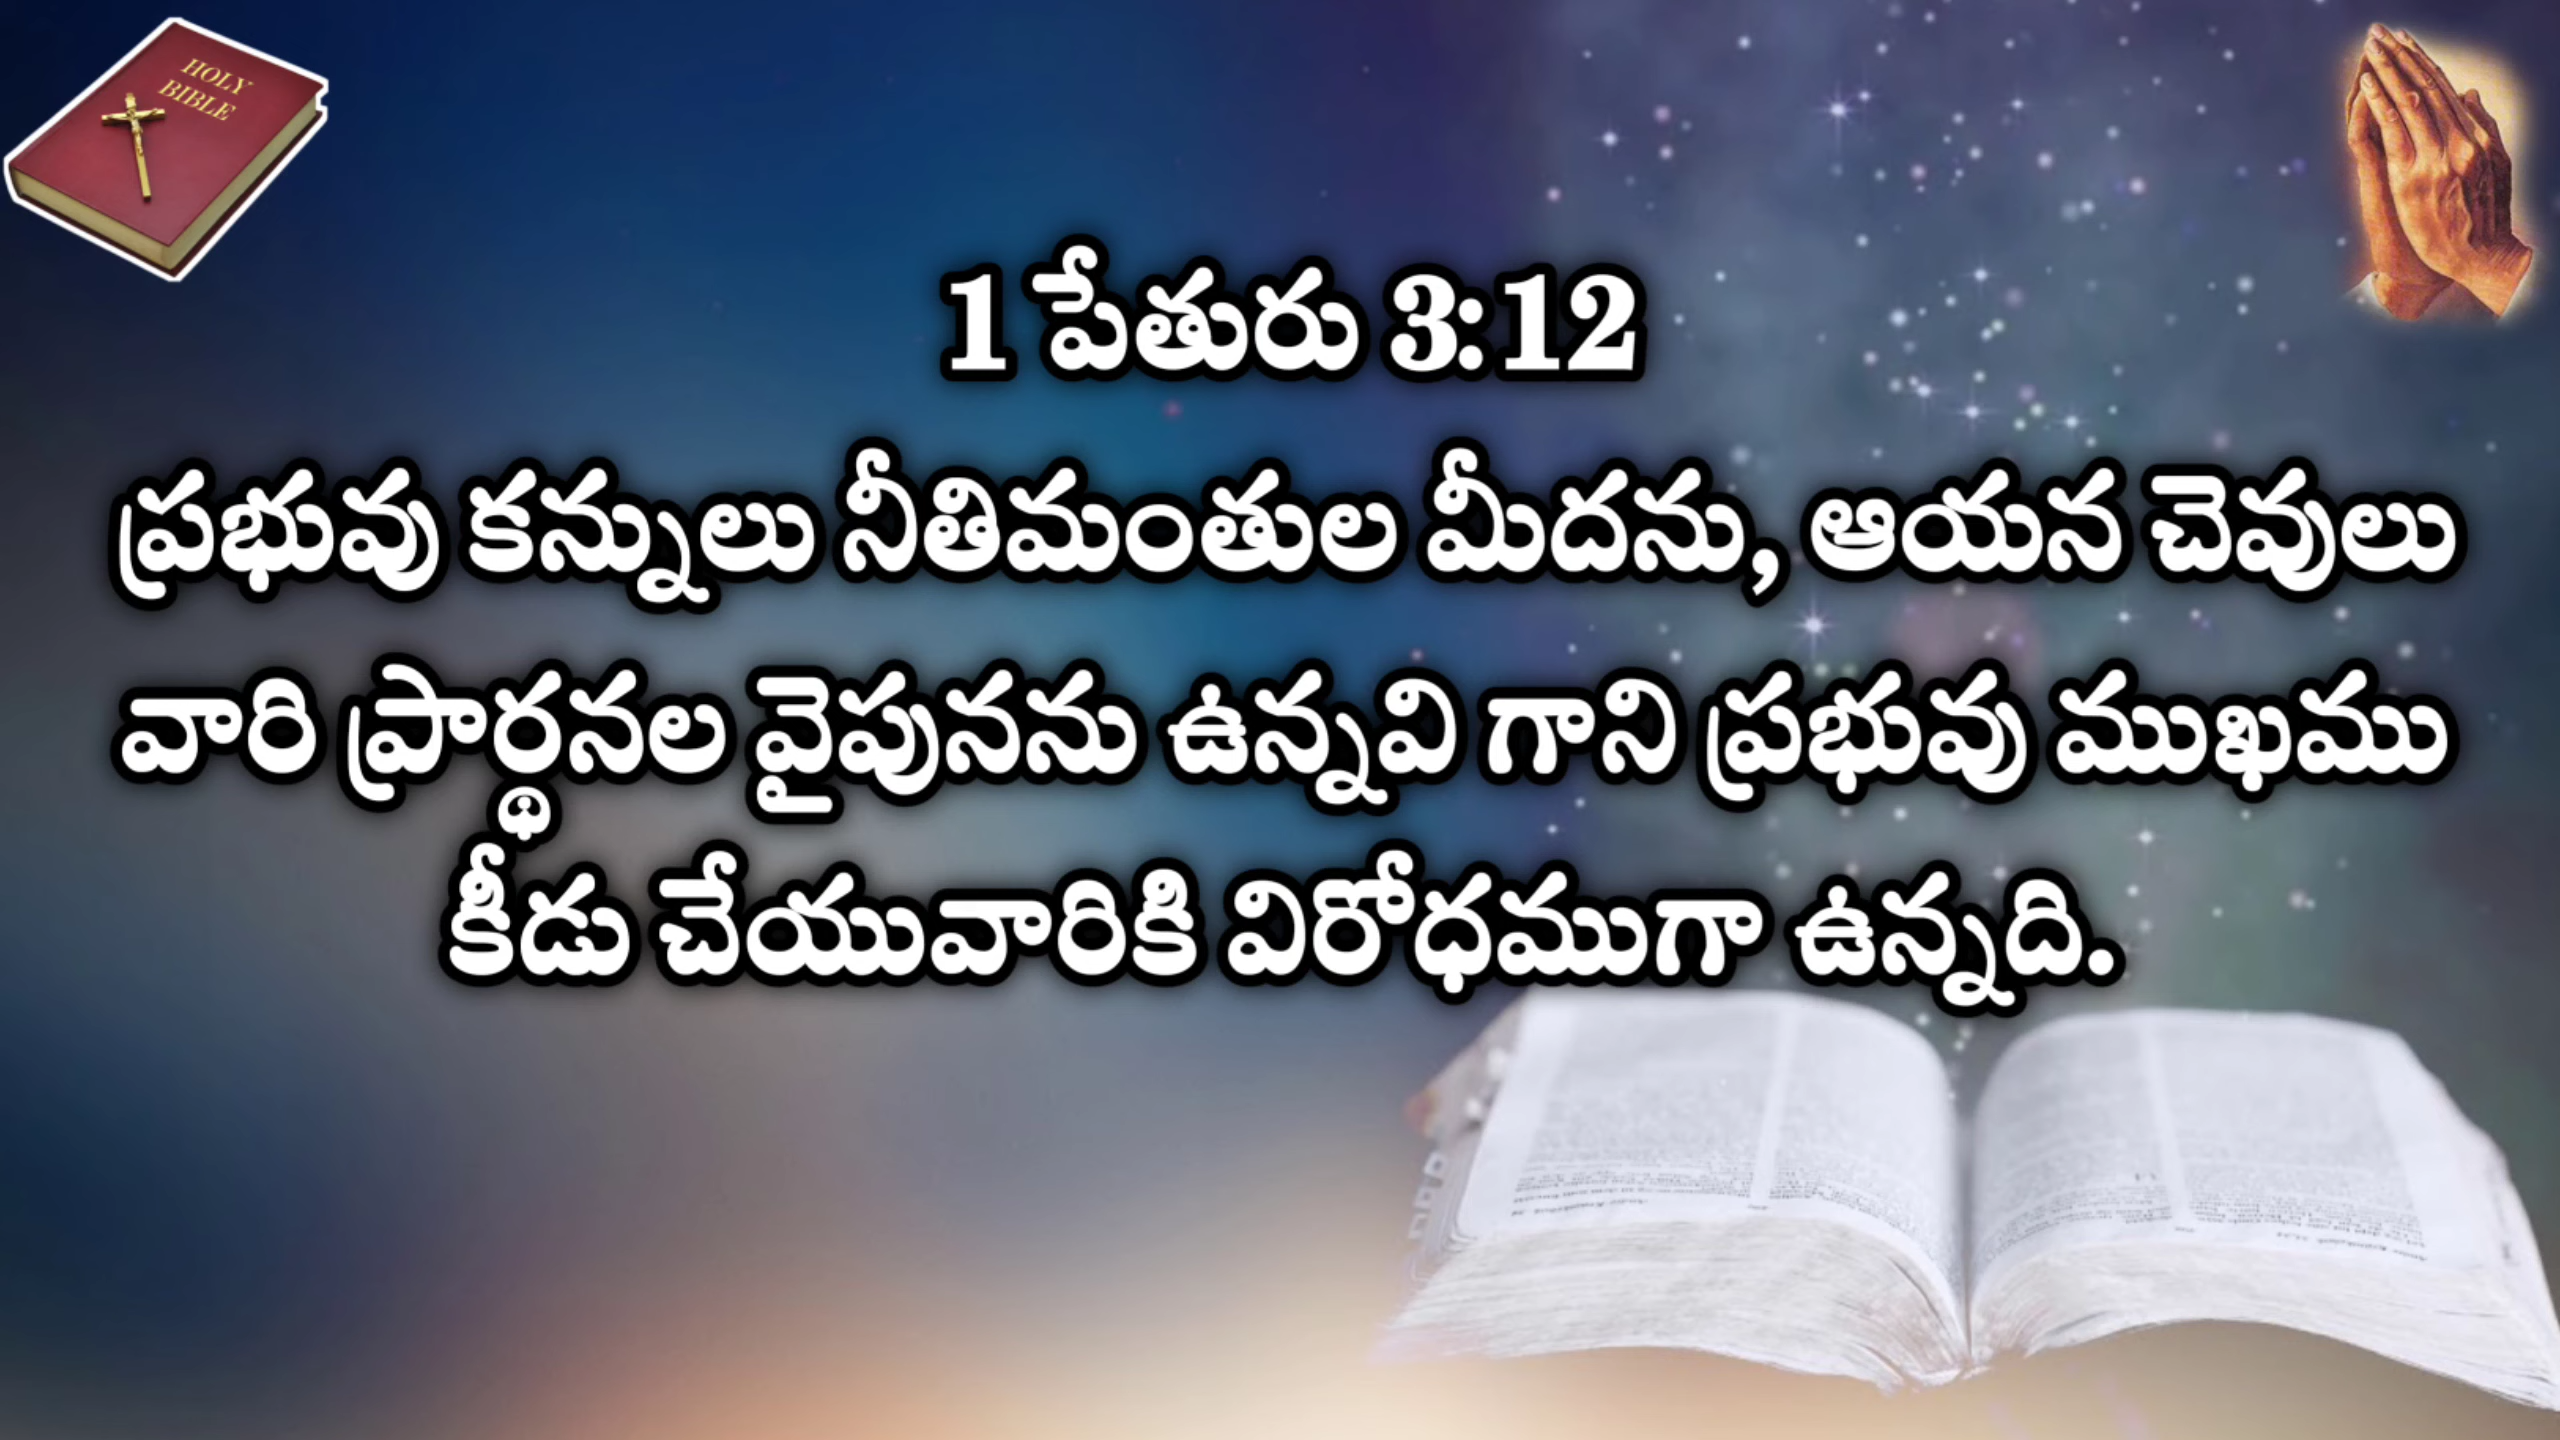 HOLY
BIBLE
1 పేతురు 3:12
ప్రభువు కన్నులు నీతిమంతుల మీదను, ఆయన చెవులు
వారి ప్రార్థనల వైపునను ఉన్నవి గాని ప్రభువు ముఖము
కీడు చేయువారికి విరోధముగా ఉన్నది.